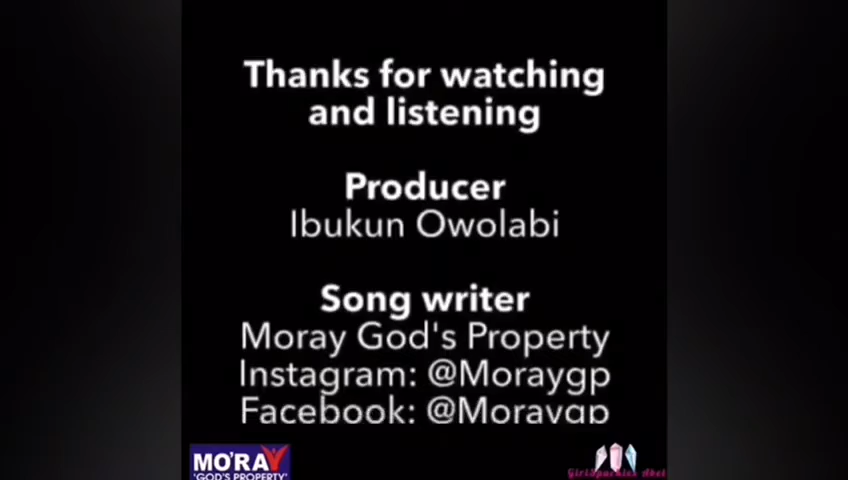 Thanks for watching
and listening
Producer
Ibukun Owolabi
Song writer
Moray God's Property
Instagram: @Moraygp
Facebook: @Moraygp
MO'RAY
'GOD'S PROPERTY'